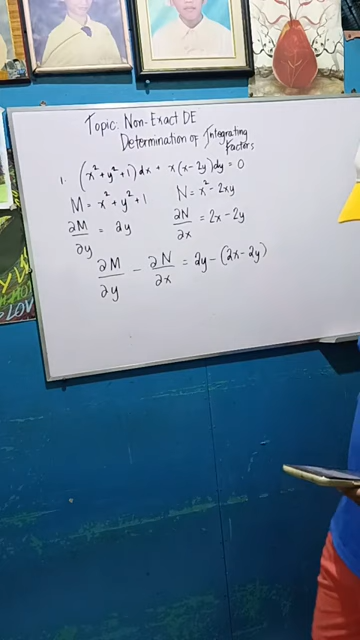 Topic: Non-Exact DE
Determination of Integrating
Factors
1. (x² + y² + 1) dx + x(x - 2y) dy = 0
M = x² + y² + 1 N = x² - 2xy
∂M/∂y = 2y ∂N/∂x = 2x - 2y
∂M/∂y - ∂N/∂x = 2y - (2x - 2y)